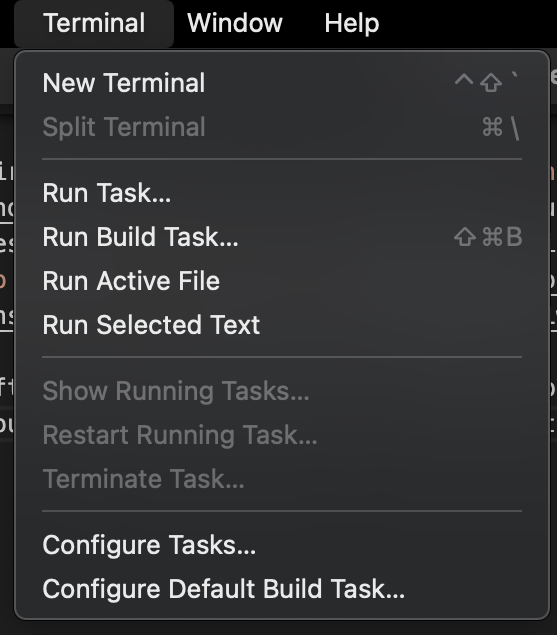 Terminal Window Help
New Terminal ^⇧`
Split Terminal ⌘\
Run Task...
Run Build Task... ⇧⌘B
Run Active File
Run Selected Text
Show Running Tasks...
Restart Running Task...
Terminate Task...
Configure Tasks...
Configure Default Build Task...